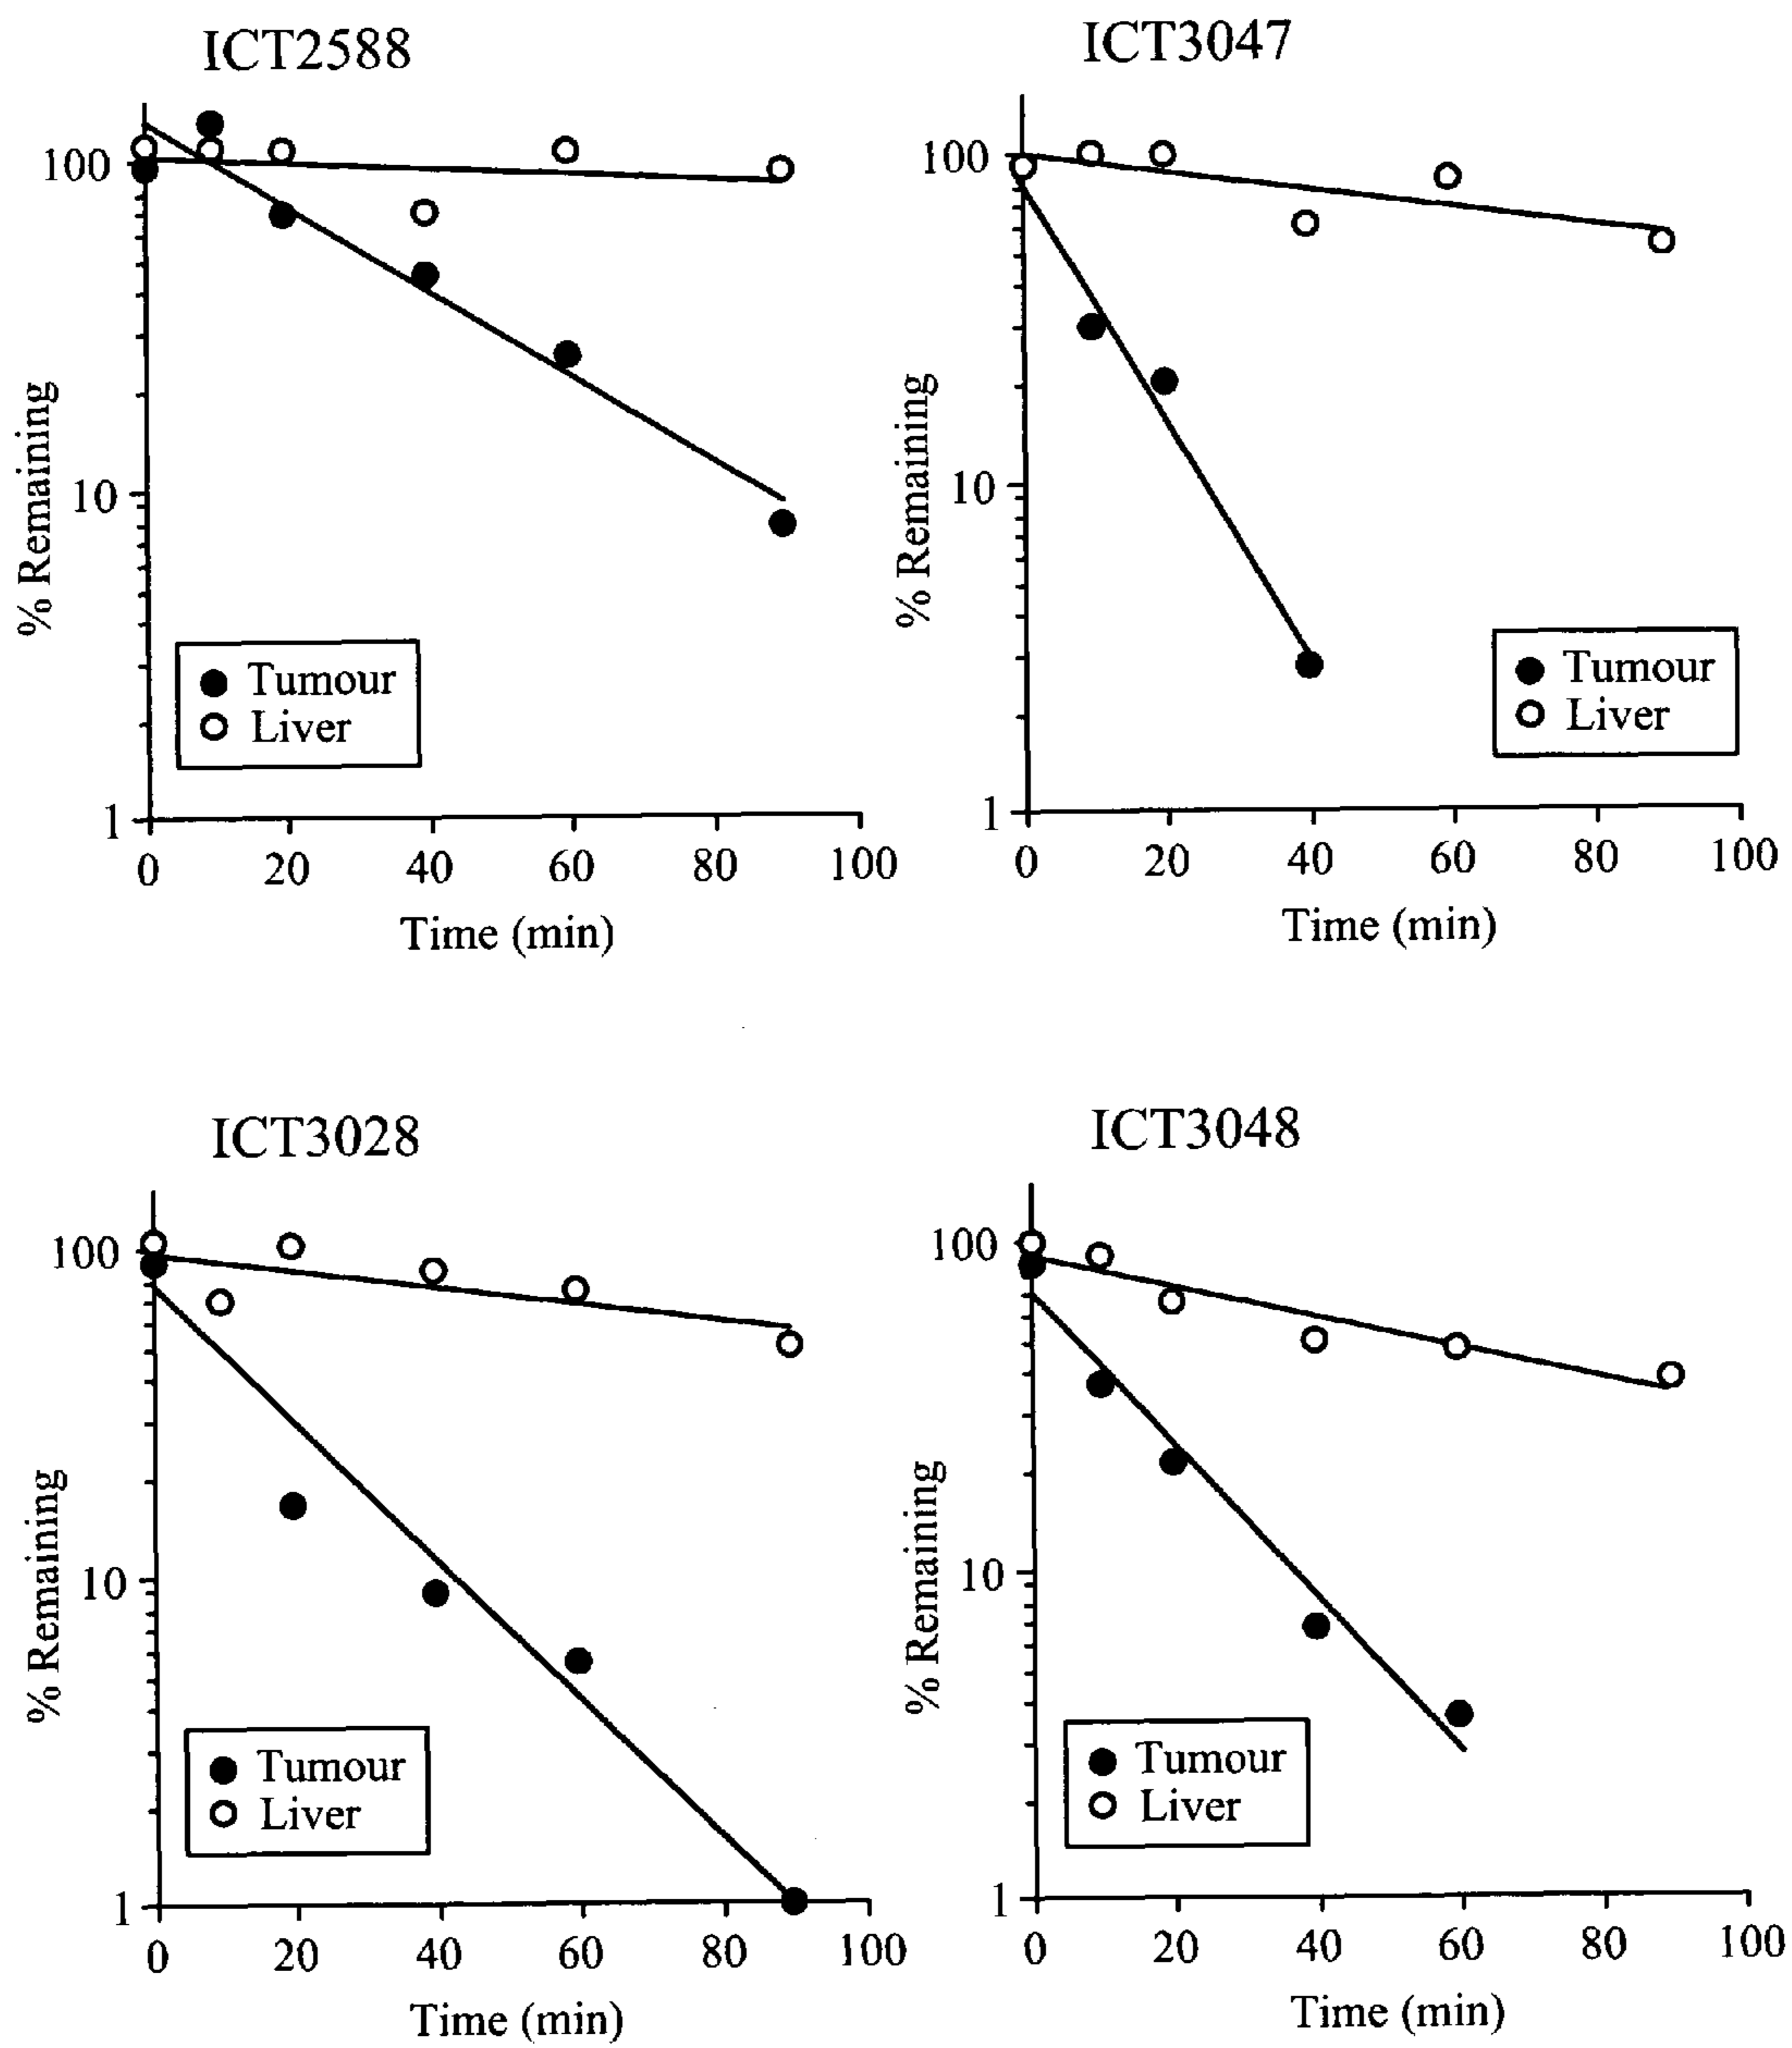 ICT2588
100
10
1
% Remaining
Tumour
Liver
0 20 40 60 80 100
Time (min)
ICT3047
100
10
1
% Remaining
Tumour
Liver
0 20 40 60 80 100
Time (min)
ICT3028
100
10
1
% Remaining
Tumour
Liver
0 20 40 60 80 100
Time (min)
ICT3048
100
10
1
% Remaining
Tumour
Liver
0 20 40 60 80 100
Time (min)